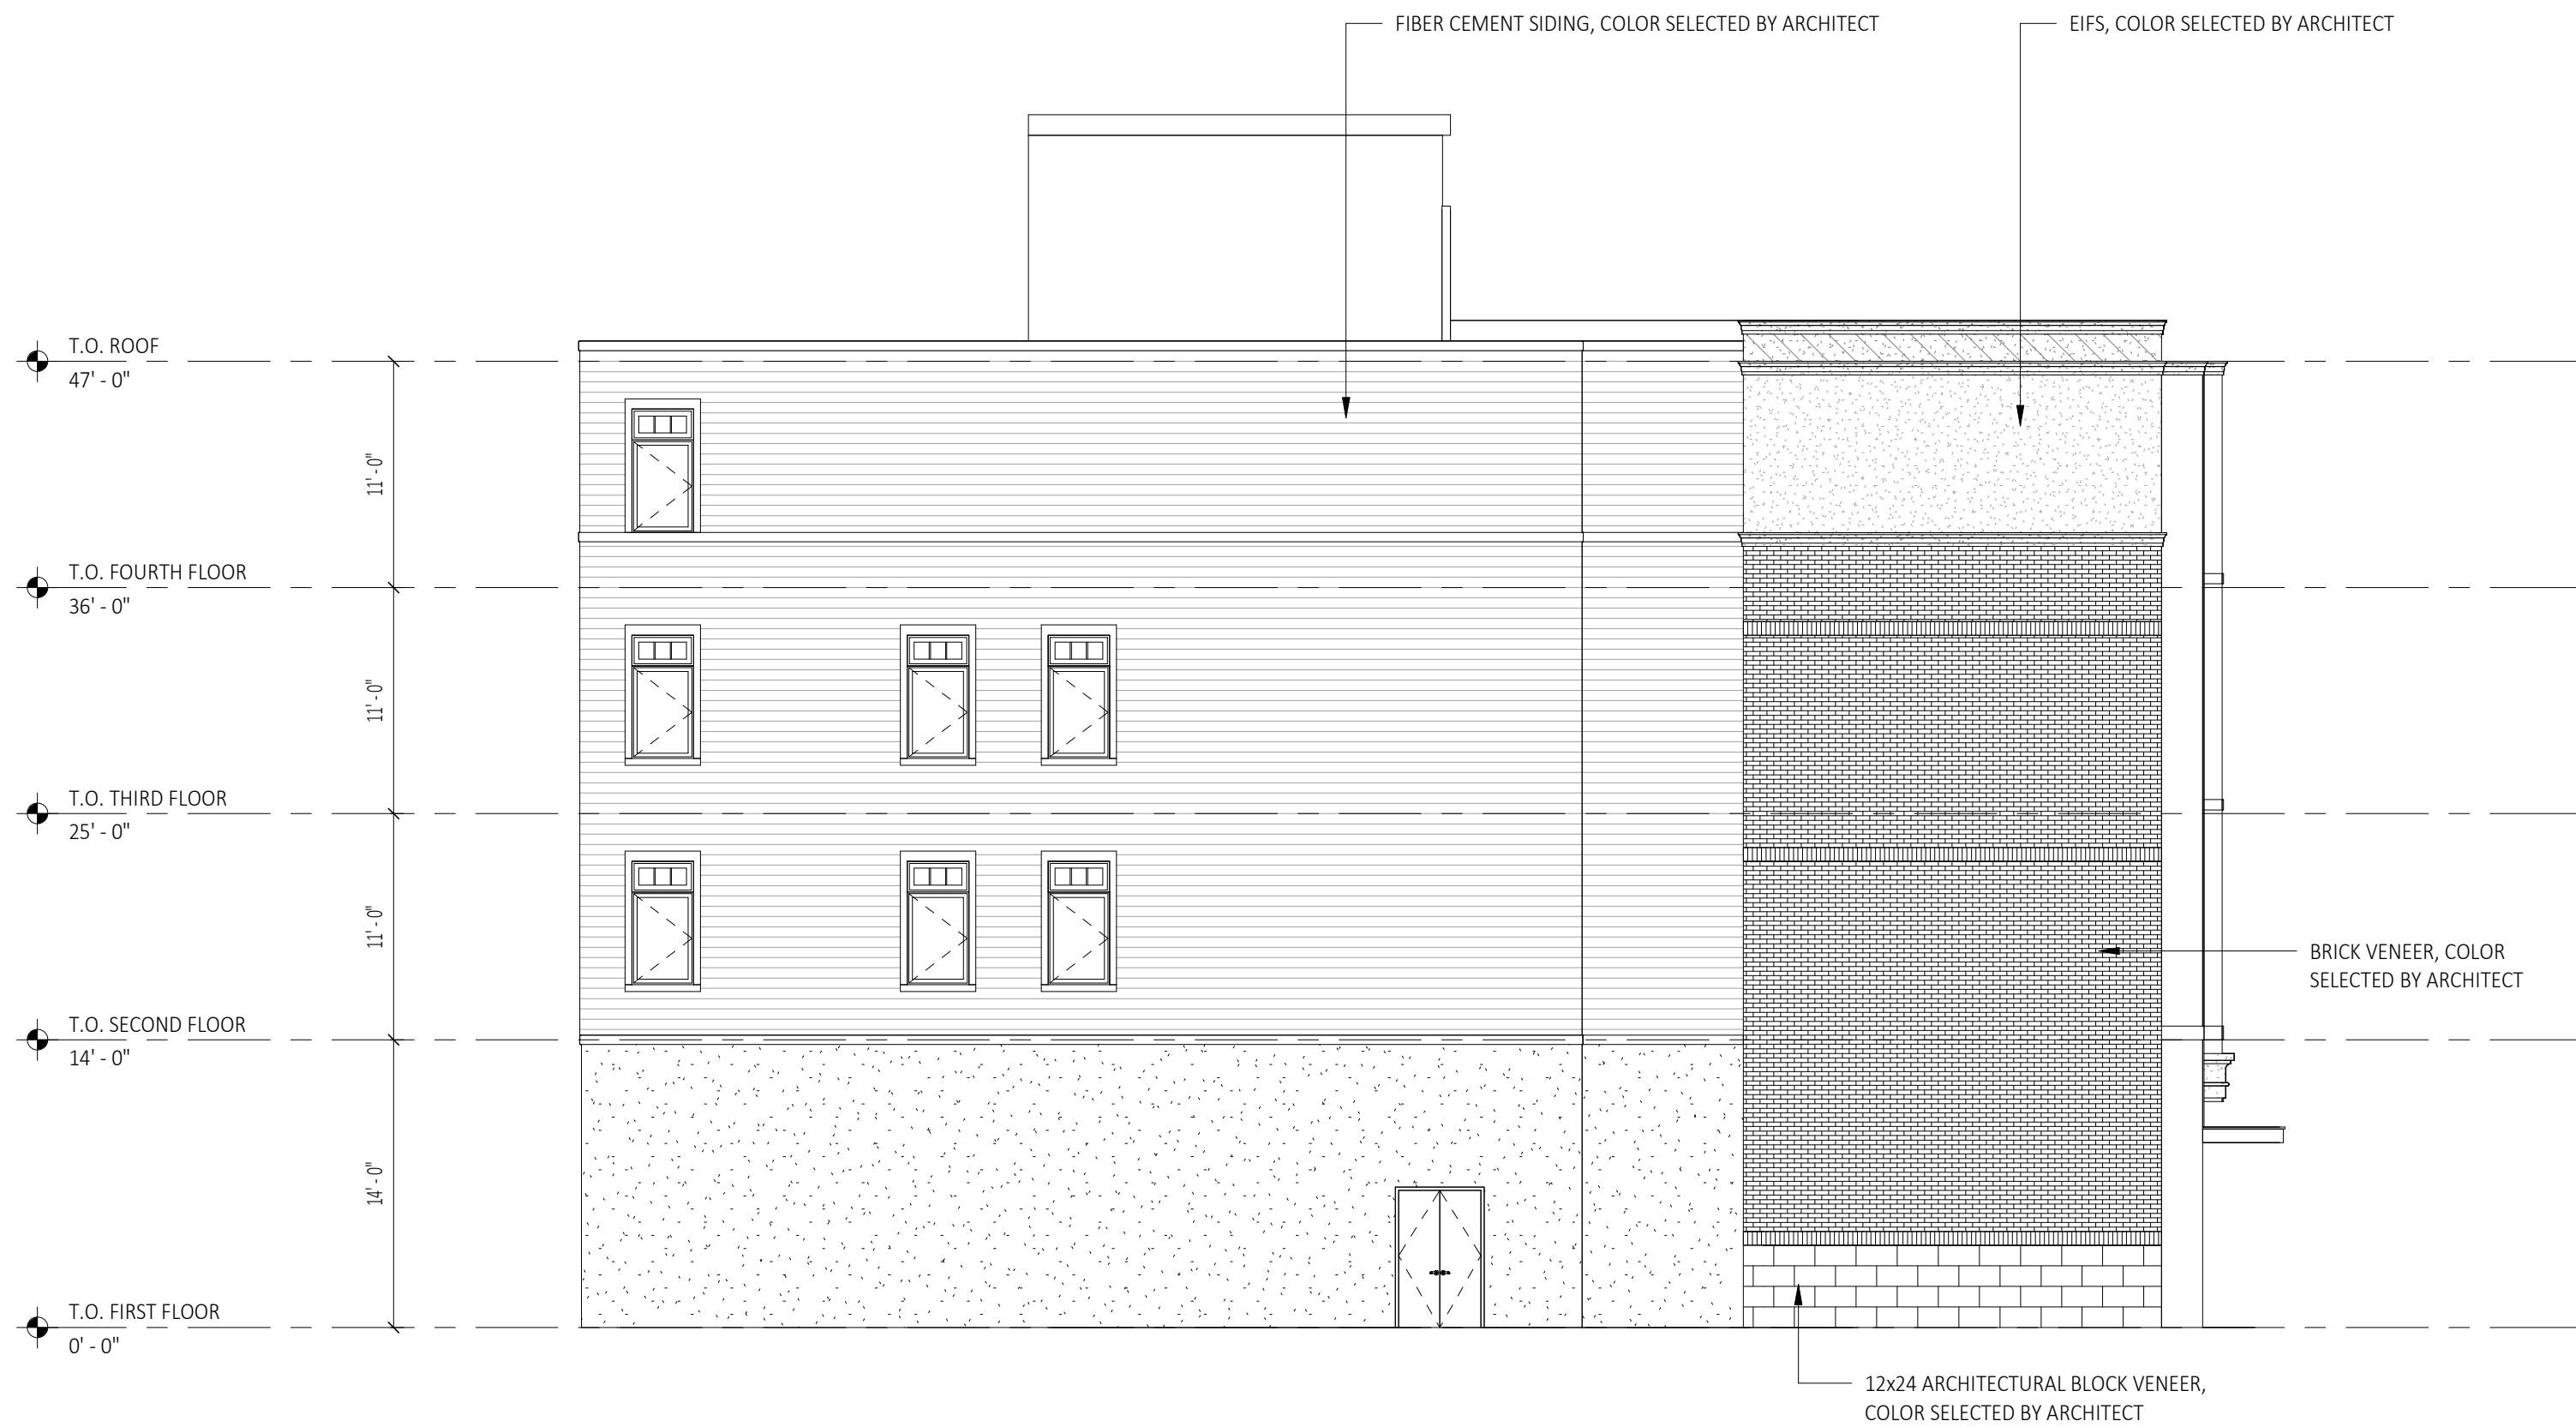 FIBER CEMENT SIDING, COLOR SELECTED BY ARCHITECT
EIFS, COLOR SELECTED BY ARCHITECT
T.O. ROOF
47' - 0"
11' - 0"
T.O. FOURTH FLOOR
36' - 0"
11' - 0"
T.O. THIRD FLOOR
25' - 0"
11' - 0"
BRICK VENEER, COLOR
SELECTED BY ARCHITECT
T.O. SECOND FLOOR
14' - 0"
14' - 0"
T.O. FIRST FLOOR
0' - 0"
12x24 ARCHITECTURAL BLOCK VENEER,
COLOR SELECTED BY ARCHITECT